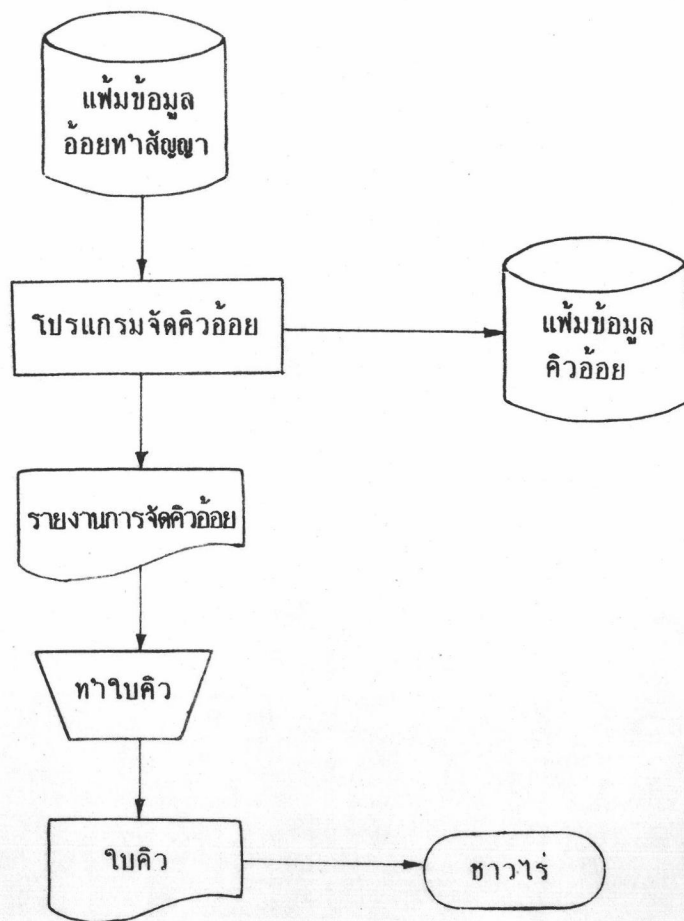 แฟ้มข้อมูล
อ้อยทำสัญญา
โปรแกรมจัดคิวอ้อย
แฟ้มข้อมูล
คิวอ้อย
รายงานการจัดคิวอ้อย
ทำใบคิว
ใบคิว
ชาวไร่